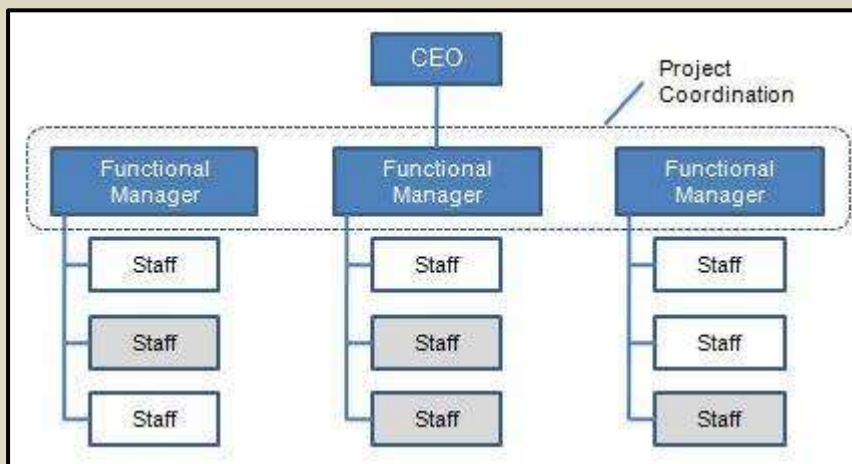 CEO
Project
Coordination
Functional
Manager
Functional
Manager
Functional
Manager
Staff
Staff
Staff
Staff
Staff
Staff
Staff
Staff
Staff